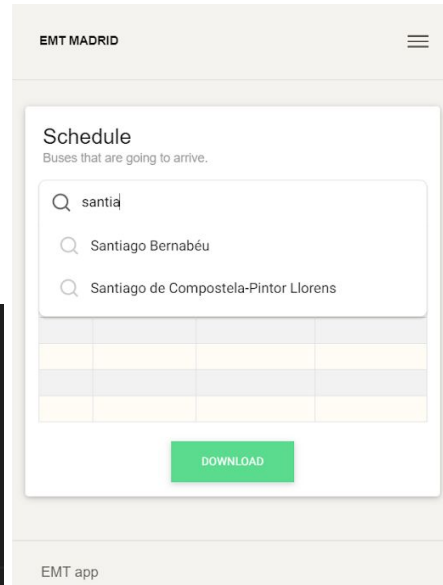 EMT MADRID
Schedule
Buses that are going to arrive.
santia
Santiago Bernabéu
Santiago de Compostela-Pintor Llorens
DOWNLOAD
EMT app